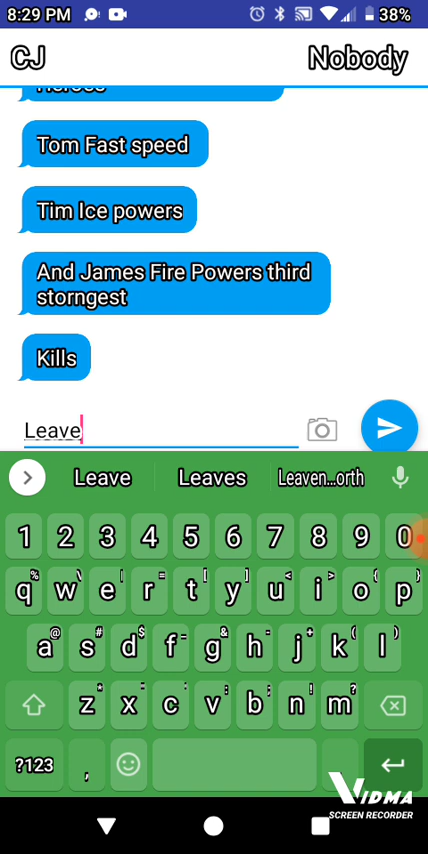 8:29 PM 38%
CJ Nobody
Tom Fast speed
Tim Ice powers
And James Fire Powers third
storngest
Kills
Leave
Leave Leaves Leaven...orth
1 2 3 4 5 6 7 8 9 0
q w e r t y u i o p
% \ | = [ ] < > { }
a s d f g h j k l
@ # $ & - + ( )
z x c v b n m
* " ' : ; ! ?
?123 ,
VIDMA
SCREEN RECORDER